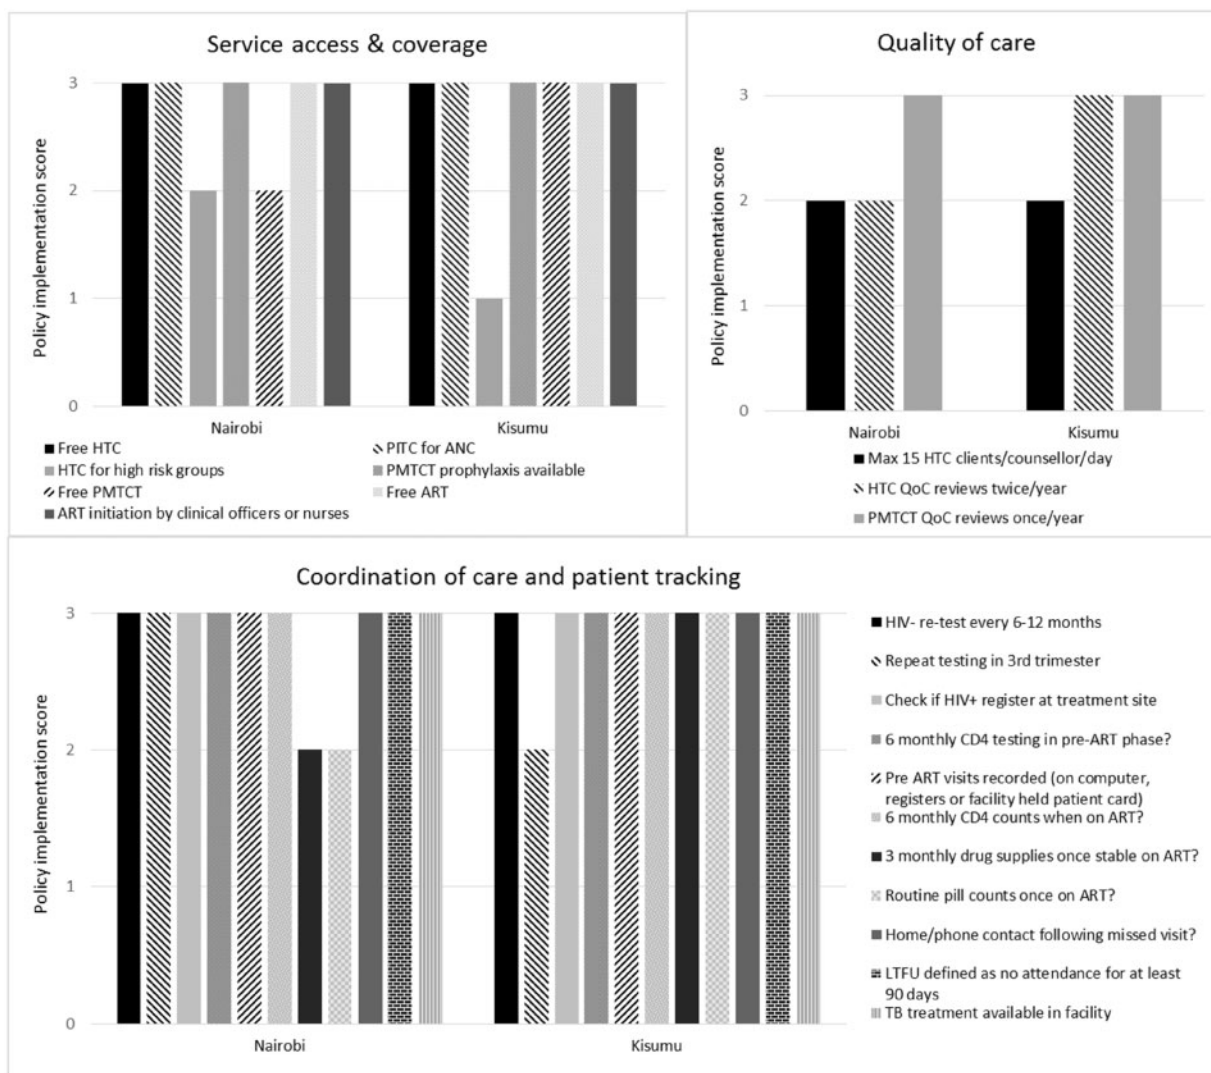 Service access & coverage
Policy implementation score
3
2
1
0
Nairobi
Kisumu
Free HTC
PITC for ANC
HTC for high risk groups
PMTCT prophylaxis available
Free PMTCT
Free ART
ART initiation by clinical officers or nurses
Quality of care
Policy implementation score
3
2
1
0
Nairobi
Kisumu
Max 15 HTC clients/counsellor/day
HTC QoC reviews twice/year
PMTCT QoC reviews once/year
Coordination of care and patient tracking
Policy implementation score
3
2
1
0
Nairobi
Kisumu
HIV- re-test every 6-12 months
Repeat testing in 3rd trimester
Check if HIV+ register at treatment site
6 monthly CD4 testing in pre-ART phase?
Pre ART visits recorded (on computer,
registers or facility held patient card)
6 monthly CD4 counts when on ART?
3 monthly drug supplies once stable on ART?
Routine pill counts once on ART?
Home/phone contact following missed visit?
LTFU defined as no attendance for at least
90 days
TB treatment available in facility